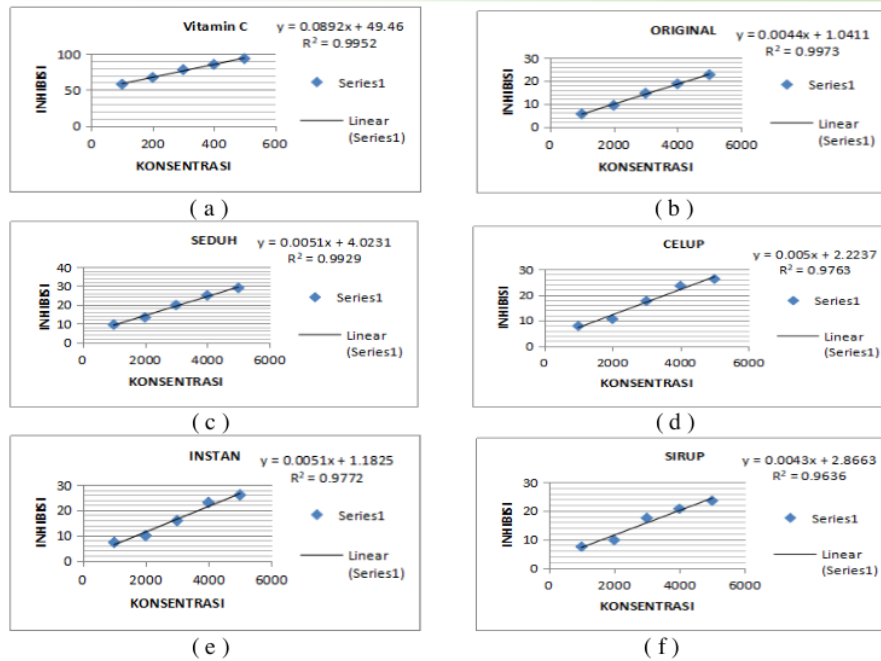 Vitamin C
y = 0.0892x + 49.46
R² = 0.9952
INHIBISI
100
50
0
0 200 400 600
KONSENTRASI
Series1
Linear
(Series1)
( a )
ORIGINAL
y = 0.0044x + 1.0411
R² = 0.9973
INHIBISI
30
20
10
0
0 2000 4000 6000
KONSENTRASI
Series1
Linear
(Series1)
( b )
SEDUH
y = 0.0051x + 4.0231
R² = 0.9929
INHIBISI
40
30
20
10
0
0 2000 4000 6000
KONSENTRASI
Series1
Linear
(Series1)
( c )
CELUP
y = 0.005x + 2.2237
R² = 0.9763
INHIBISI
30
20
10
0
0 2000 4000 6000
KONSENTRASI
Series1
Linear
(Series1)
( d )
INSTAN
y = 0.0051x + 1.1825
R² = 0.9772
INHIBISI
30
20
10
0
0 2000 4000 6000
KONSENTRASI
Series1
Linear
(Series1)
( e )
SIRUP
y = 0.0043x + 2.8663
R² = 0.9636
INHIBISI
30
20
10
0
0 2000 4000 6000
KONSENTRASI
Series1
Linear
(Series1)
( f )